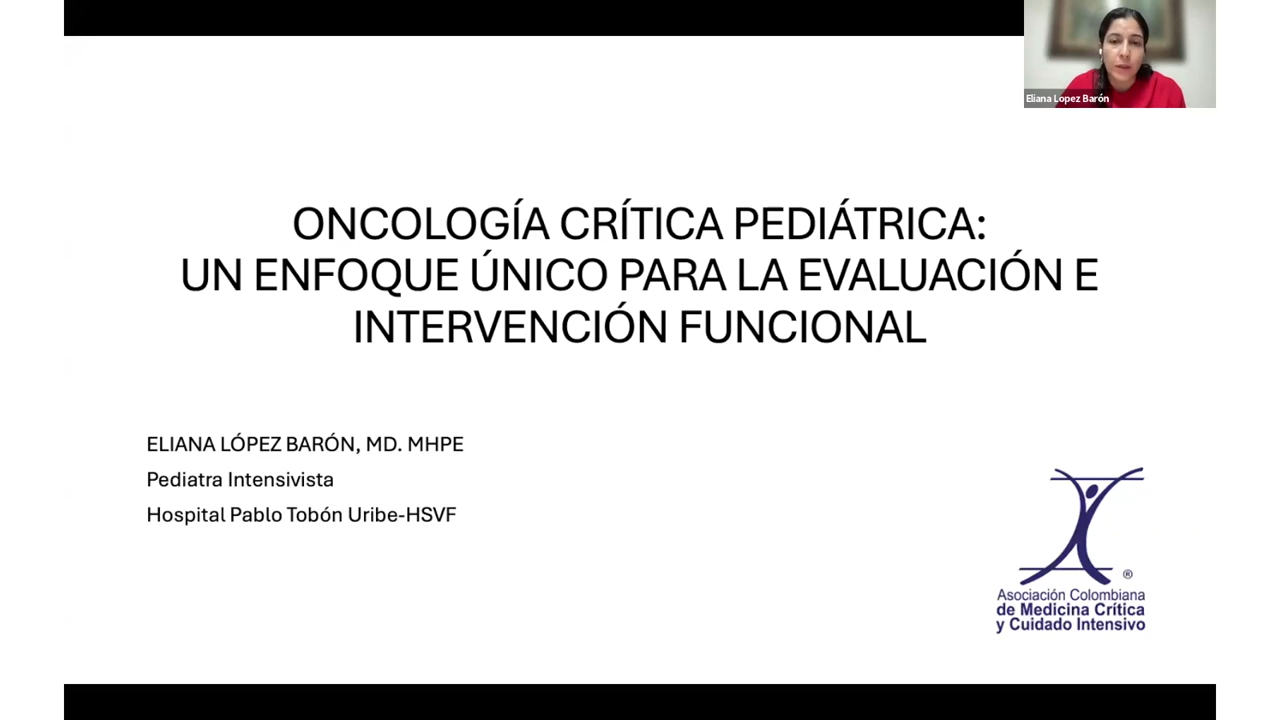 Eliana Lopez Barón
ONCOLOGÍA CRÍTICA PEDIÁTRICA:
UN ENFOQUE ÚNICO PARA LA EVALUACIÓN E
INTERVENCIÓN FUNCIONAL
ELIANA LÓPEZ BARÓN, MD. MHPE
Pediatra Intensivista
Hospital Pablo Tobón Uribe-HSVF
®
Asociación Colombiana
de Medicina Crítica
y Cuidado Intensivo